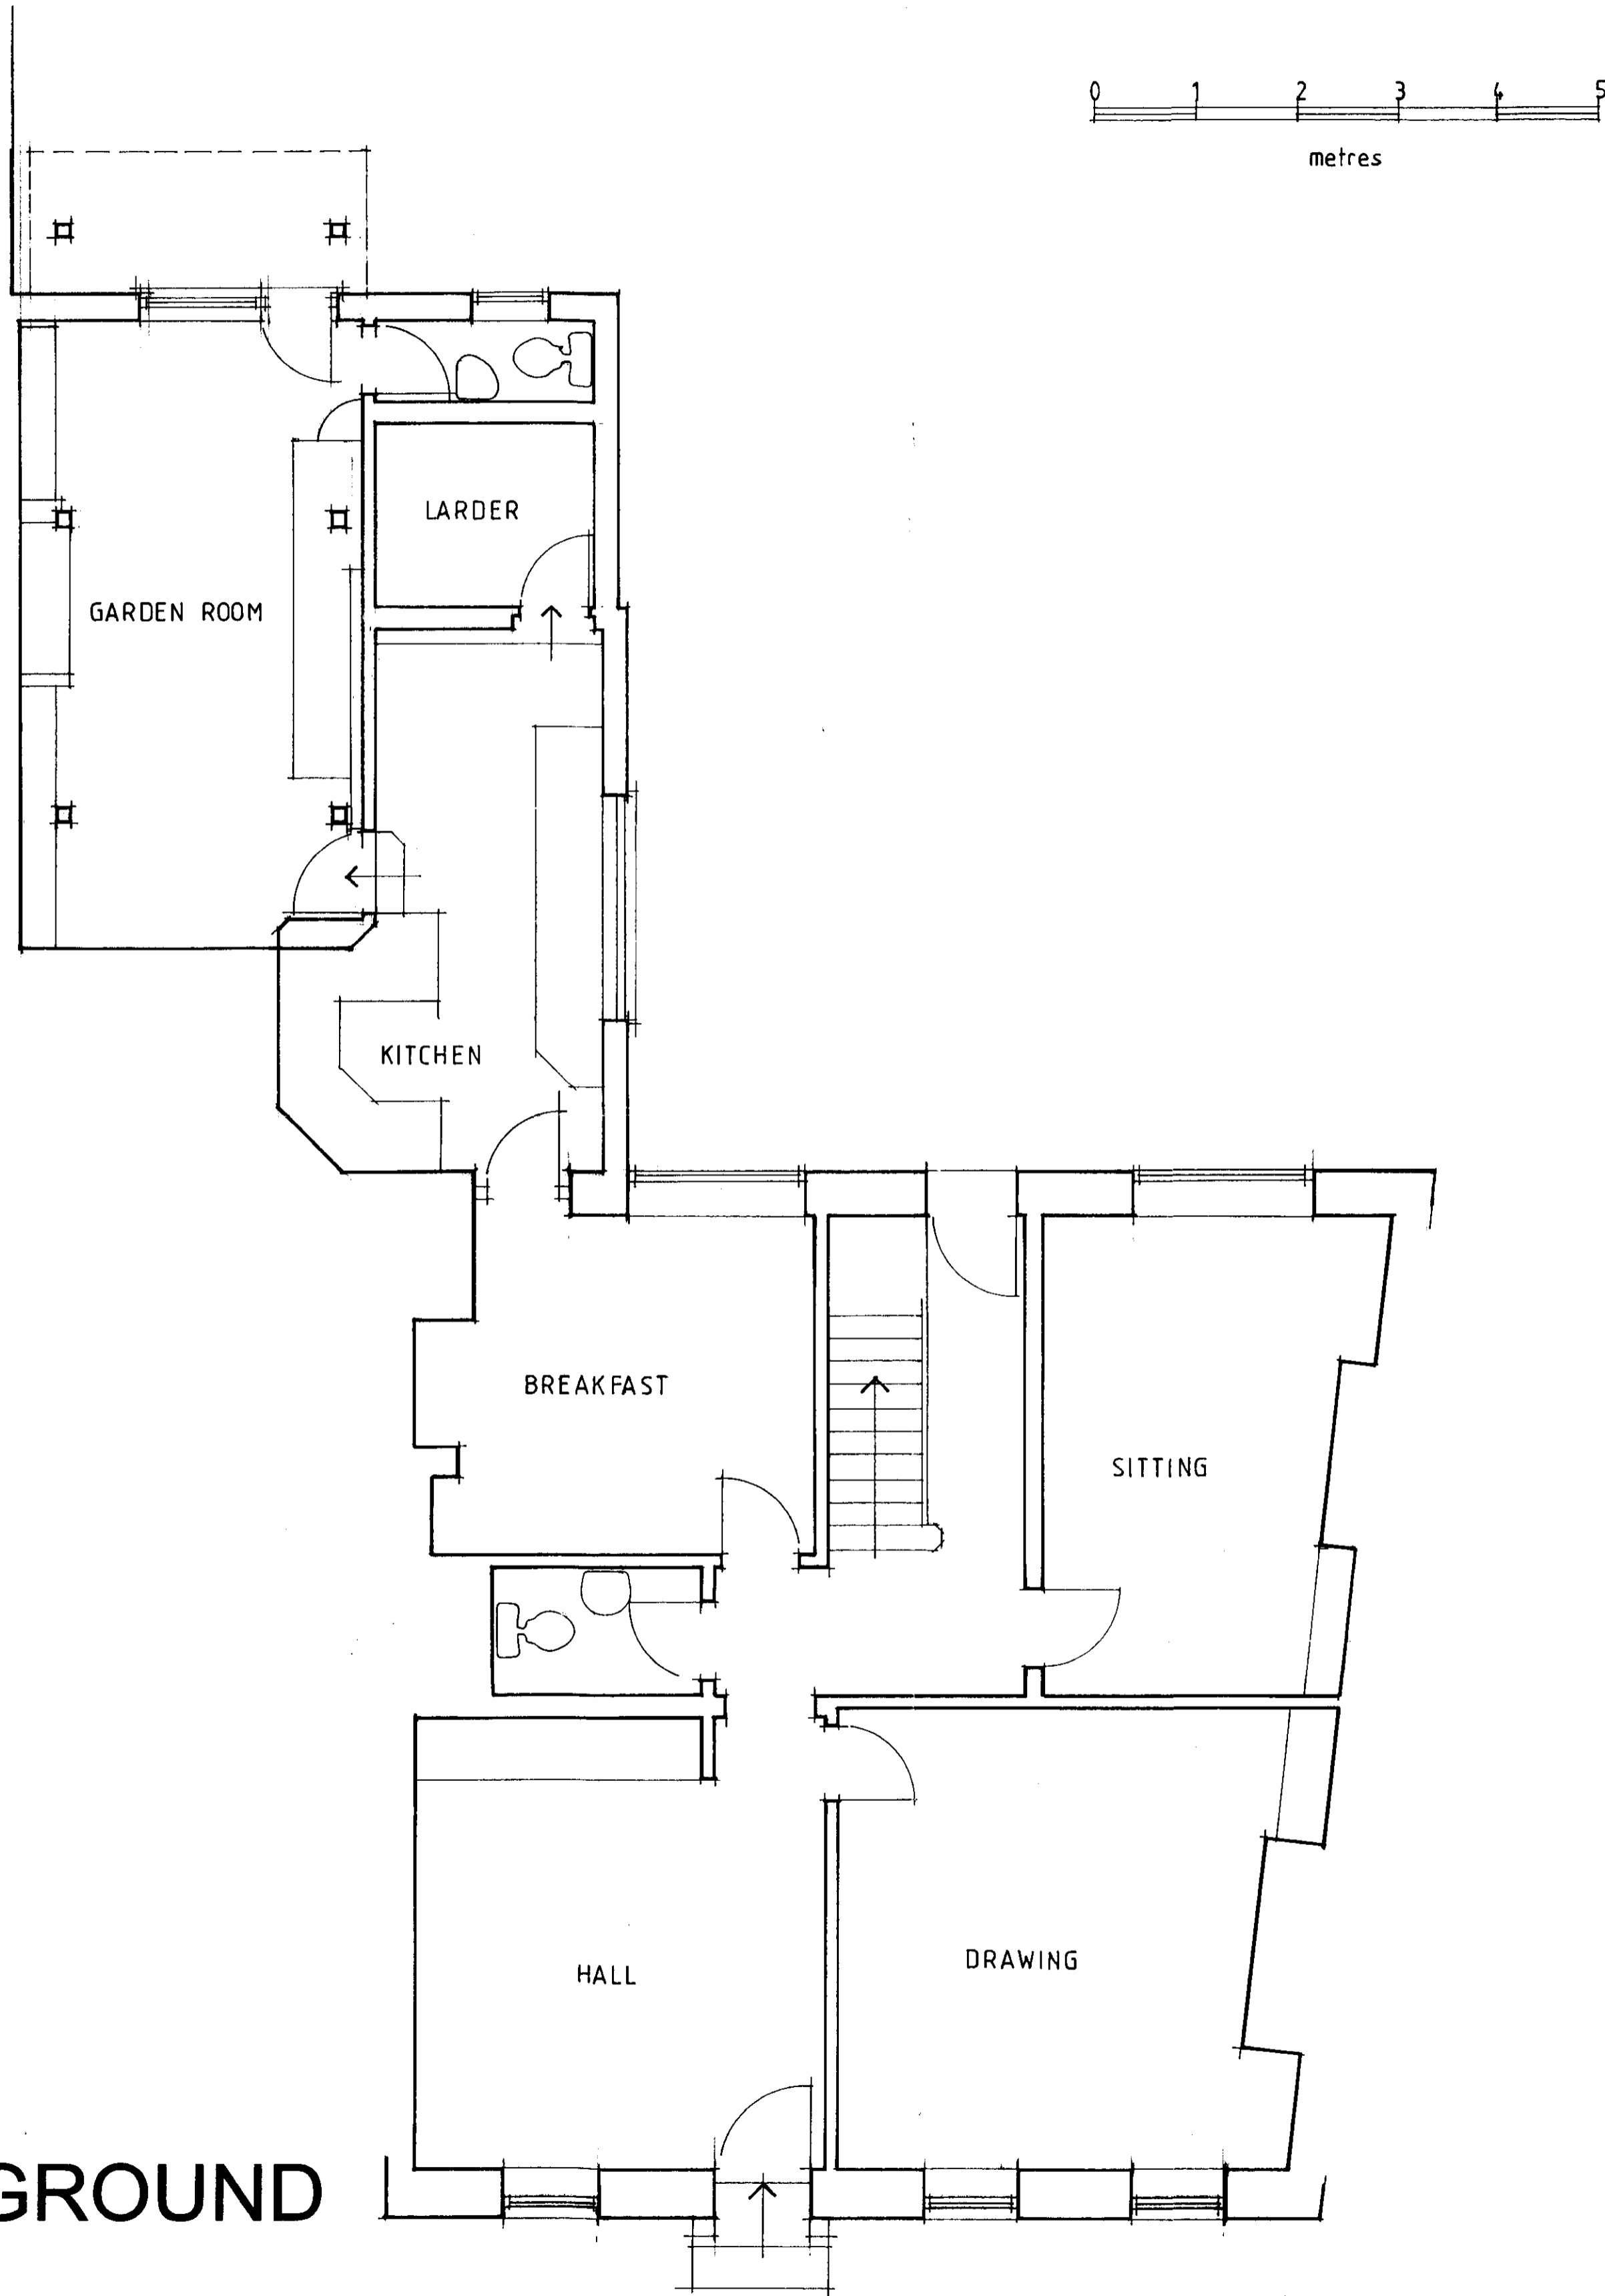 0 1 2 3 4 5
metres
LARDER
GARDEN ROOM
KITCHEN
BREAKFAST
SITTING
DRAWING
HALL
GROUND